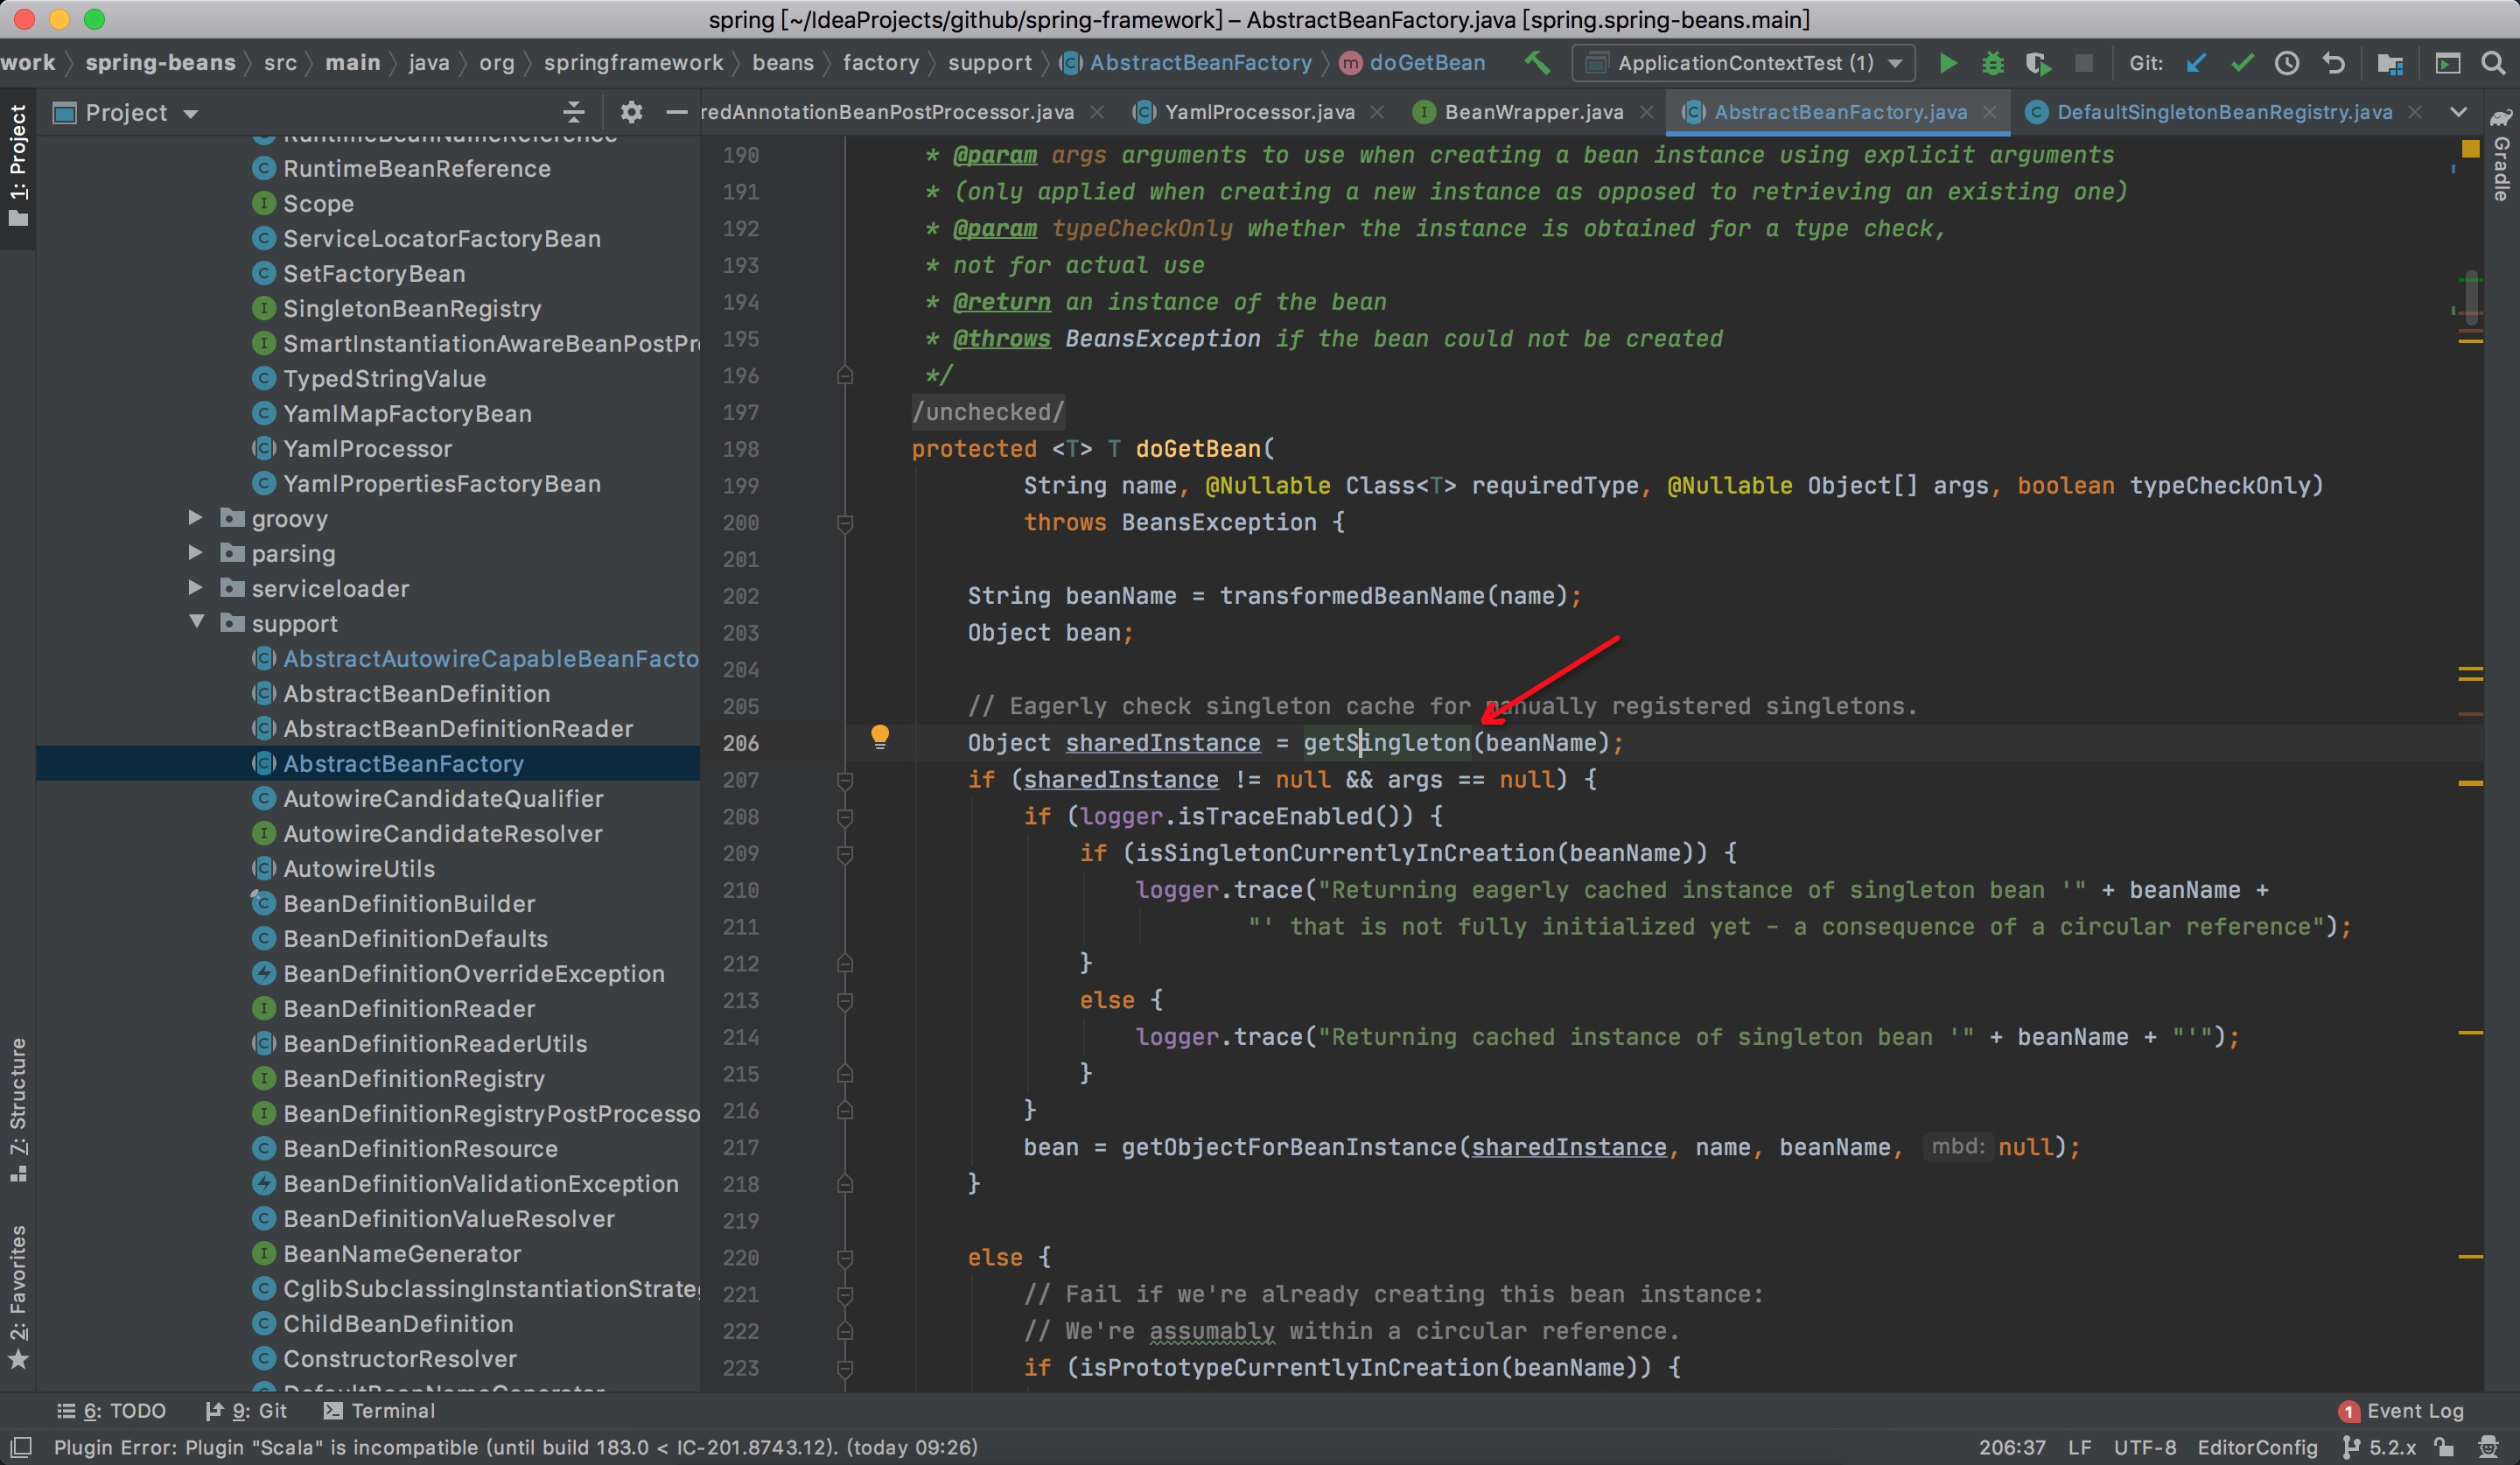 spring [~/IdeaProjects/github/spring-framework] – AbstractBeanFactory.java [spring.spring-beans.main]
work spring-beans src main java org springframework beans factory support AbstractBeanFactory doGetBean ApplicationContextTest (1) Git:
Project redAnnotationBeanPostProcessor.java YamlProcessor.java BeanWrapper.java AbstractBeanFactory.java DefaultSingletonBeanRegistry.java
1: Project
7: Structure
2: Favorites
Gradle
RuntimeBeanNameReference
RuntimeBeanReference
Scope
ServiceLocatorFactoryBean
SetFactoryBean
SingletonBeanRegistry
SmartInstantiationAwareBeanPostPr
TypedStringValue
YamlMapFactoryBean
YamlProcessor
YamlPropertiesFactoryBean
groovy
parsing
serviceloader
support
AbstractAutowireCapableBeanFacto
AbstractBeanDefinition
AbstractBeanDefinitionReader
AbstractBeanFactory
AutowireCandidateQualifier
AutowireCandidateResolver
AutowireUtils
BeanDefinitionBuilder
BeanDefinitionDefaults
BeanDefinitionOverrideException
BeanDefinitionReader
BeanDefinitionReaderUtils
BeanDefinitionRegistry
BeanDefinitionRegistryPostProcesso
BeanDefinitionResource
BeanDefinitionValidationException
BeanDefinitionValueResolver
BeanNameGenerator
CglibSubclassingInstantiationStrate
ChildBeanDefinition
ConstructorResolver
DefaultBeanNameGenerator
190 * @param args arguments to use when creating a bean instance using explicit arguments
191 * (only applied when creating a new instance as opposed to retrieving an existing one)
192 * @param typeCheckOnly whether the instance is obtained for a type check,
193 * not for actual use
194 * @return an instance of the bean
195 * @throws BeansException if the bean could not be created
196 */
197 /unchecked/
198 protected <T> T doGetBean(
199 String name, @Nullable Class<T> requiredType, @Nullable Object[] args, boolean typeCheckOnly)
200 throws BeansException {
201
202 String beanName = transformedBeanName(name);
203 Object bean;
204
205 // Eagerly check singleton cache for manually registered singletons.
206 Object sharedInstance = getSingleton(beanName);
207 if (sharedInstance != null && args == null) {
208 if (logger.isTraceEnabled()) {
209 if (isSingletonCurrentlyInCreation(beanName)) {
210 logger.trace("Returning eagerly cached instance of singleton bean '" + beanName +
211 "' that is not fully initialized yet - a consequence of a circular reference");
212 }
213 else {
214 logger.trace("Returning cached instance of singleton bean '" + beanName + "'");
215 }
216 }
217 bean = getObjectForBeanInstance(sharedInstance, name, beanName, mbd: null);
218 }
219
220 else {
221 // Fail if we're already creating this bean instance:
222 // We're assumably within a circular reference.
223 if (isPrototypeCurrentlyInCreation(beanName)) {
6: TODO 9: Git Terminal 1 Event Log
Plugin Error: Plugin "Scala" is incompatible (until build 183.0 < IC-201.8743.12). (today 09:26) 206:37 LF UTF-8 EditorConfig 5.2.x